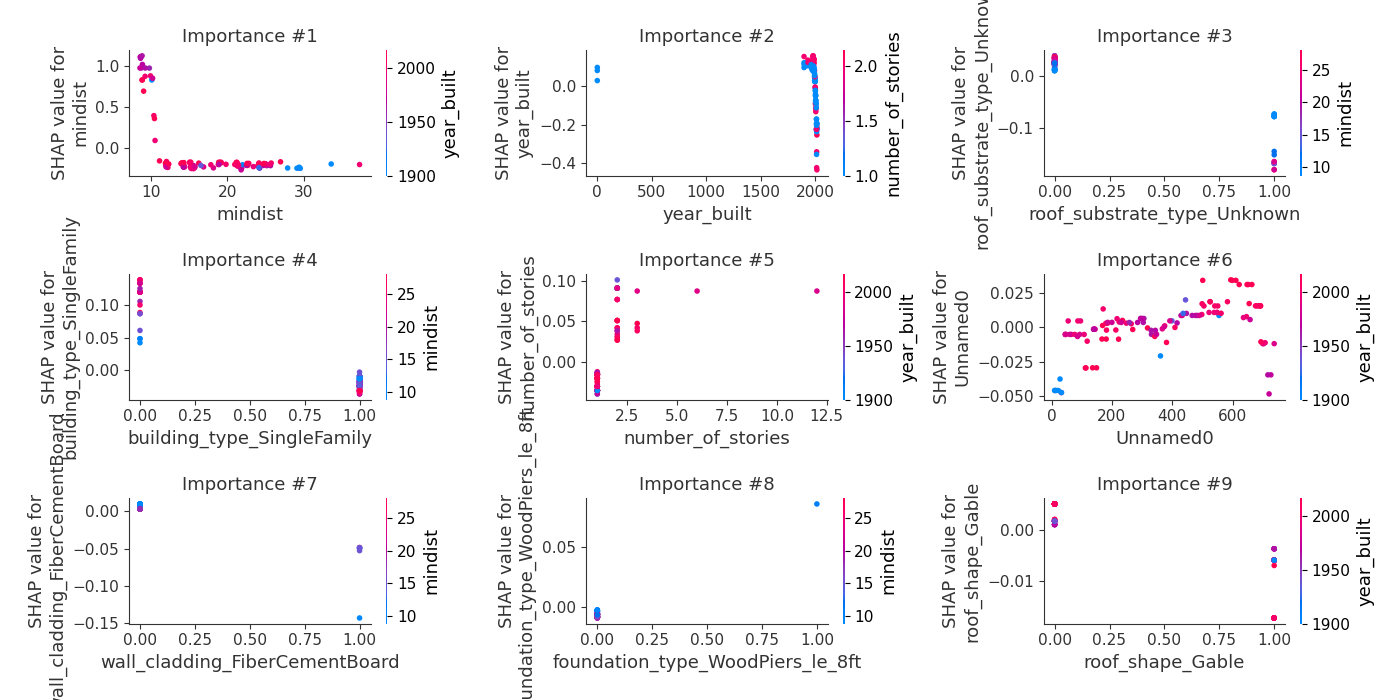 Importance #1
SHAP value for
mindist
1.0
0.5
0.0
10
20
30
mindist
2000
1950
1900
year_built
Importance #2
SHAP value for
year_built
0.0
−0.2
−0.4
0
500
1000
1500
2000
year_built
2.0
1.5
1.0
number_of_stories
Importance #3
SHAP value for
roof_substrate_type_Unknow
0.0
−0.1
0.00
0.25
0.50
0.75
1.00
roof_substrate_type_Unknown
25
20
15
10
mindist
Importance #4
SHAP value for
building_type_SingleFamily
0.10
0.05
0.00
0.00
0.25
0.50
0.75
1.00
building_type_SingleFamily
25
20
15
10
mindist
Importance #5
SHAP value for
number_of_stories
0.10
0.05
0.00
2.5
5.0
7.5
10.0
12.5
number_of_stories
2000
1950
1900
year_built
Importance #6
SHAP value for
Unnamed0
0.025
0.000
−0.025
−0.050
0
200
400
600
Unnamed0
2000
1950
1900
year_built
Importance #7
SHAP value for
wall_cladding_FiberCementBoard
0.00
−0.05
−0.10
−0.15
0.00
0.25
0.50
0.75
1.00
wall_cladding_FiberCementBoard
25
20
15
10
mindist
Importance #8
SHAP value for
undation_type_WoodPiers_le_8ft
0.05
0.00
0.00
0.25
0.50
0.75
1.00
foundation_type_WoodPiers_le_8ft
25
20
15
10
mindist
Importance #9
SHAP value for
roof_shape_Gable
0.00
−0.01
0.00
0.25
0.50
0.75
1.00
roof_shape_Gable
2000
1950
1900
year_built